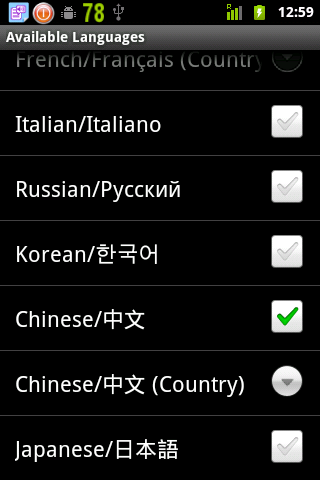 78
12:59
Available Languages
French/Français (Country
Italian/Italiano
Russian/Русский
Korean/한국어
Chinese/中文
Chinese/中文 (Country)
Japanese/日本語